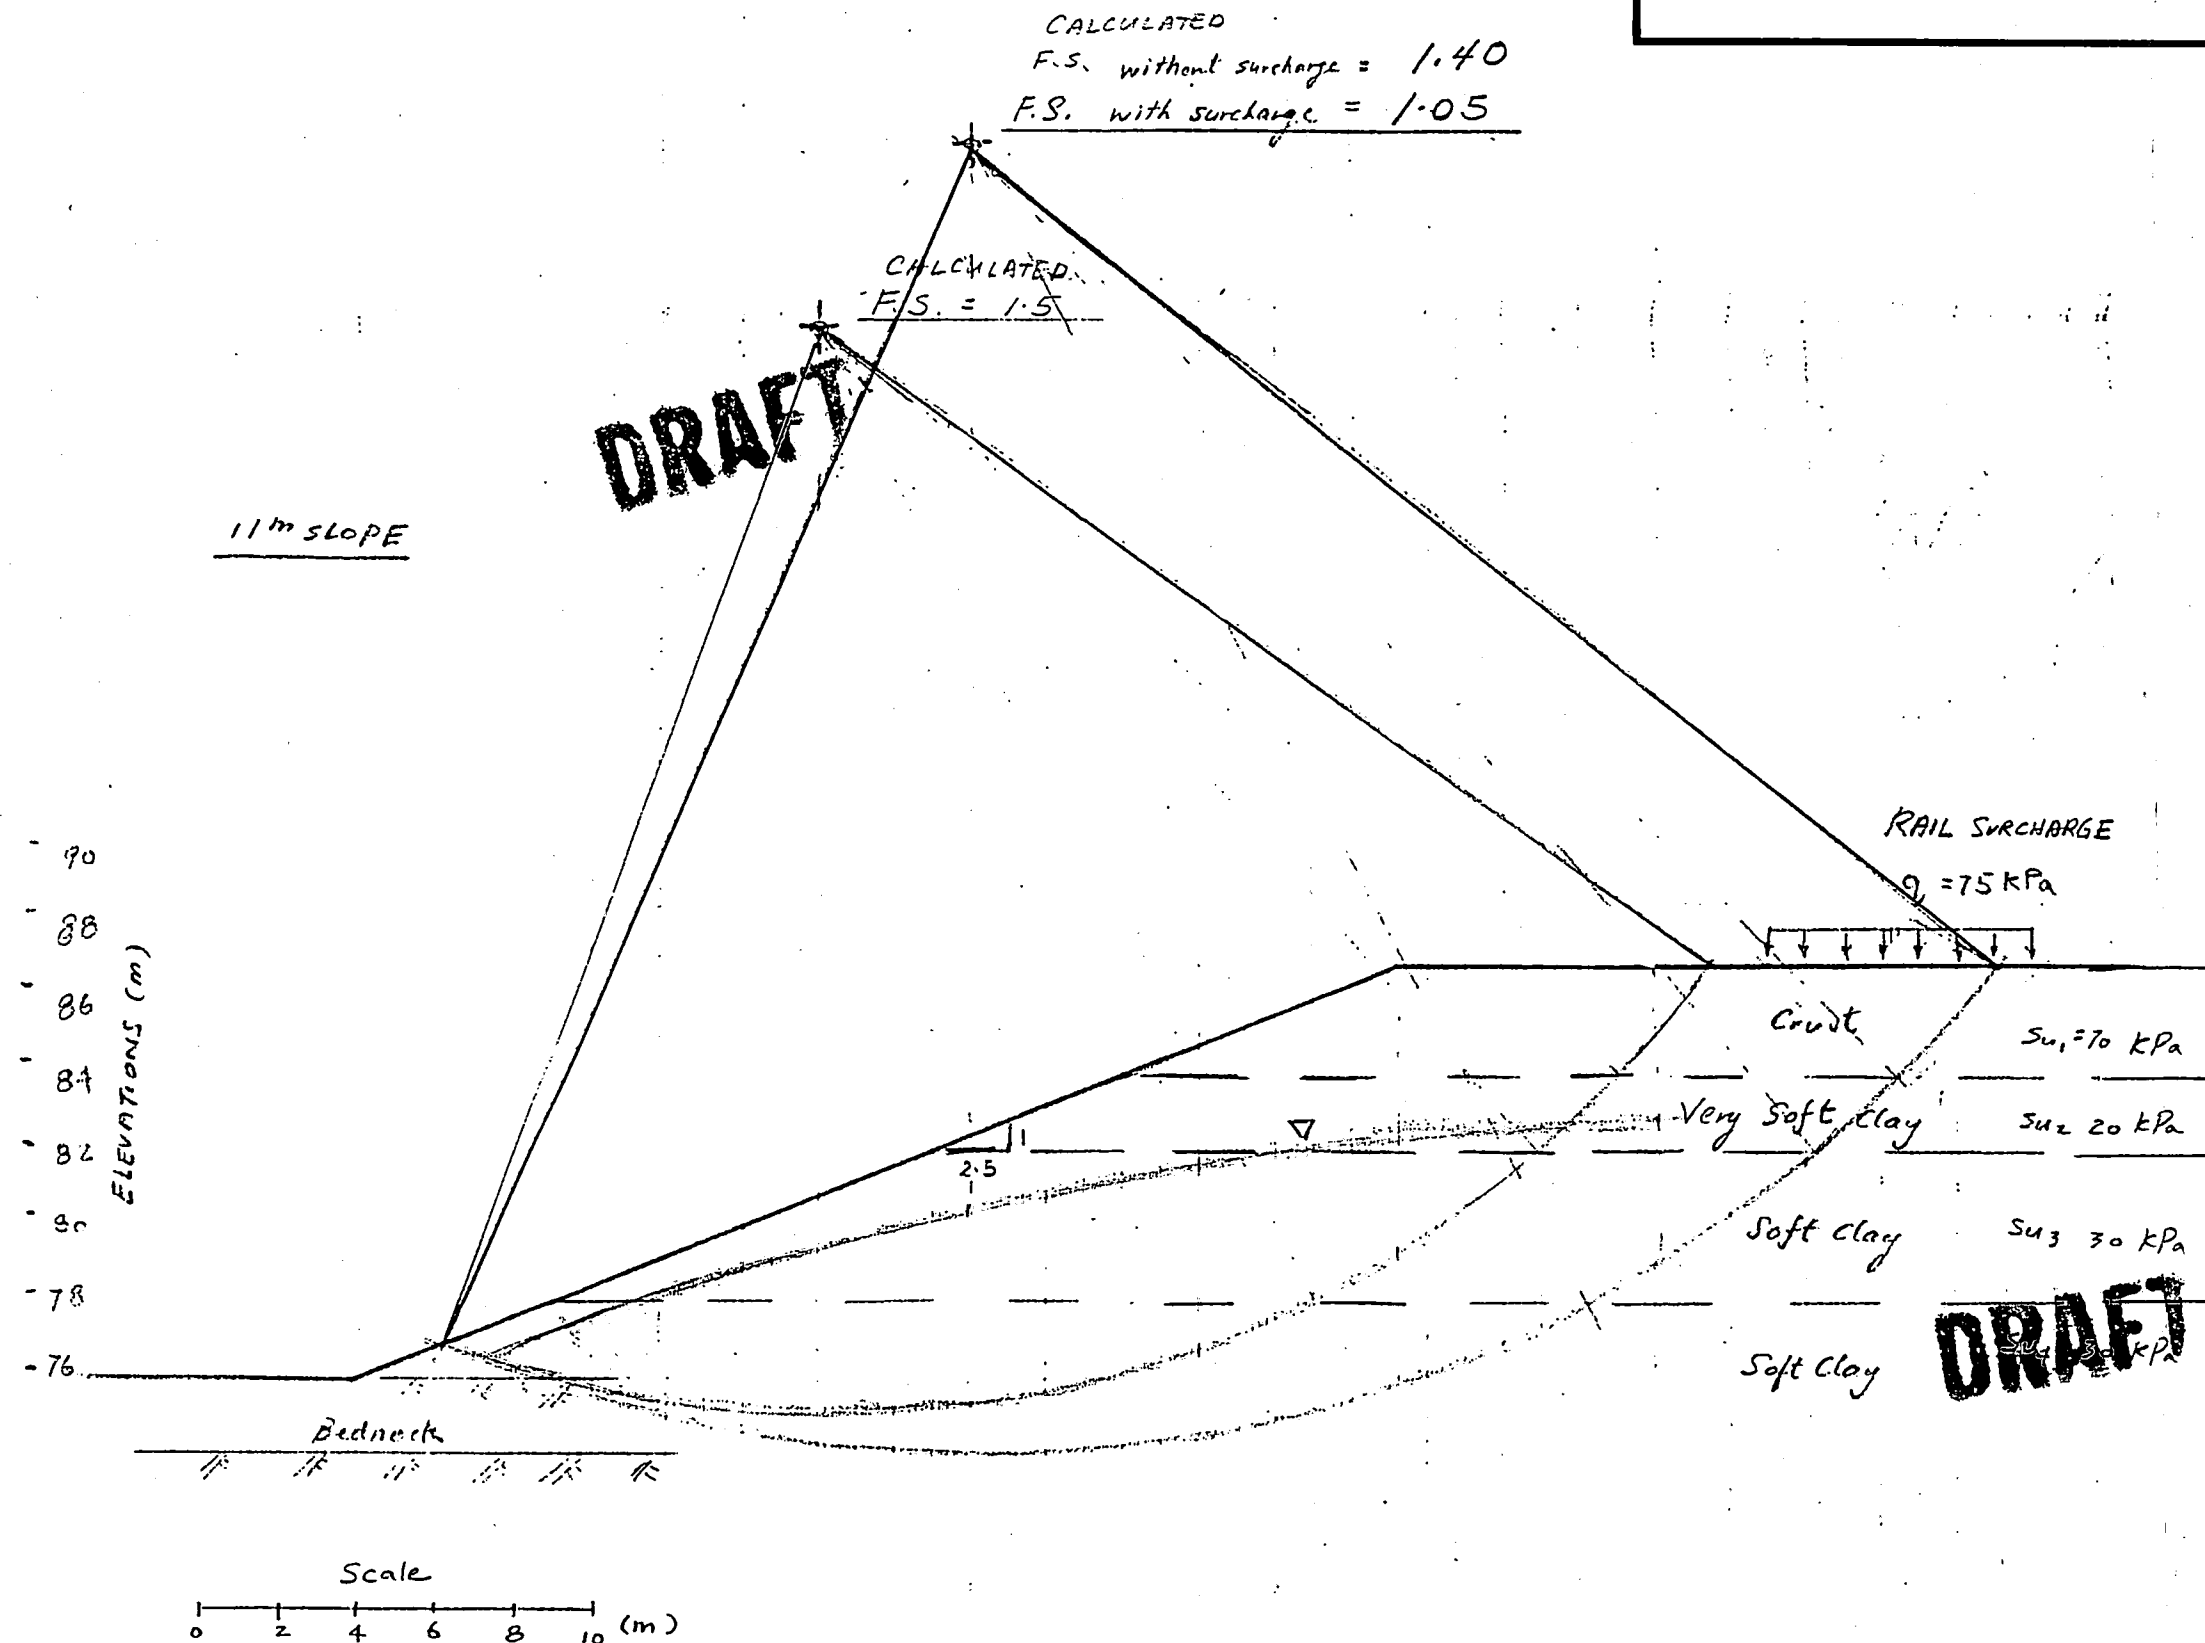 CALCULATED
F.S. without surcharge = 1.40
F.S. with surcharge = 1.05
CALCULATED
F.S. = 1.5
DRAFT
11m SLOPE
RAIL SURCHARGE
q = 75 kPa
90
88
86
84
82
80
78
76
ELEVATIONS (m)
Crust
Su1 = 70 kPa
Very Soft Clay
Su2 20 kPa
1
2.5
Soft Clay
Su3 30 kPa
Soft Clay
kPa
DRAFT
Bedrock
Scale
0 2 4 6 8 10 (m)